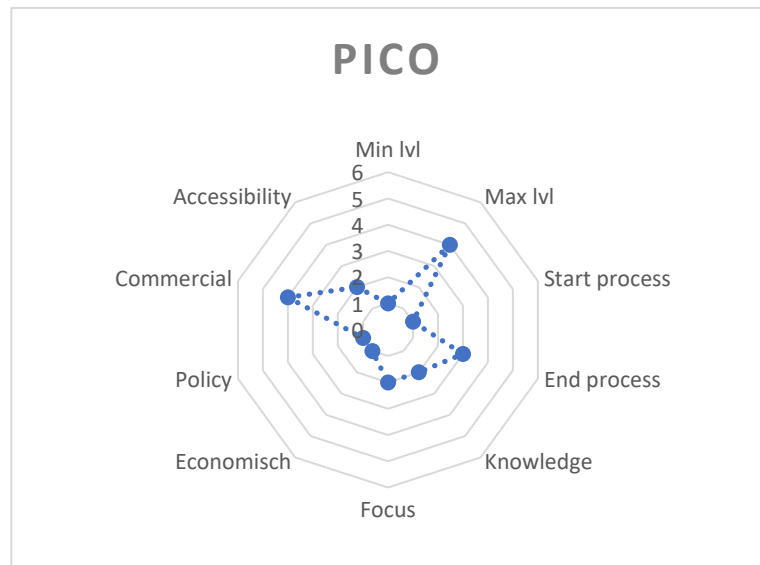 PICO
Min lvl
Max lvl
Start process
End process
Knowledge
Focus
Economisch
Policy
Commercial
Accessibility
6
5
4
3
2
1
0